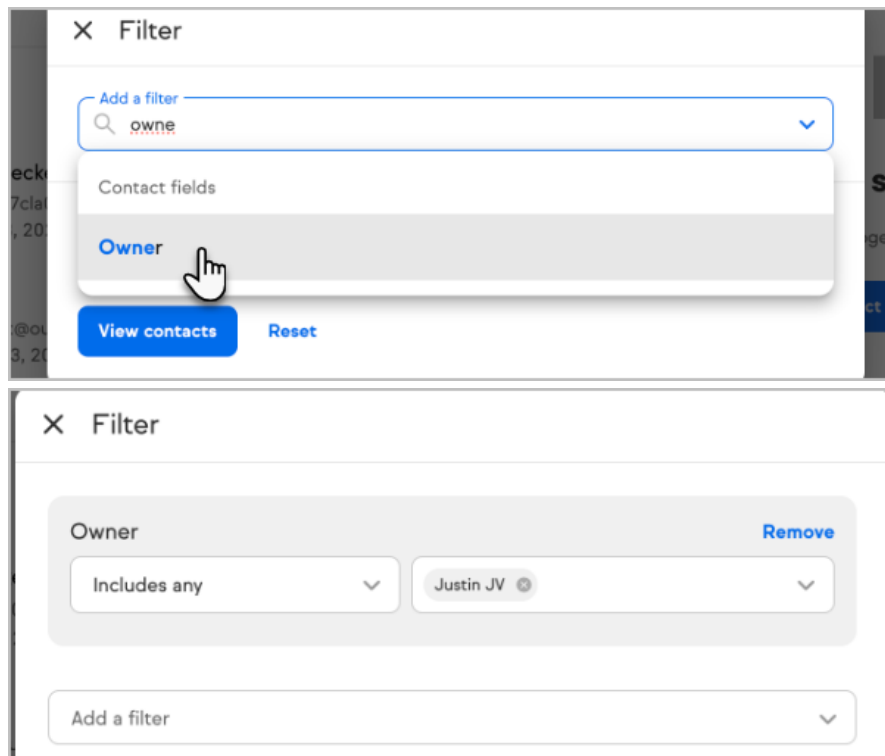 Filter
Add a filter
owne
Contact fields
Owner
View contacts
Reset
Filter
Owner
Remove
Includes any
Justin JV
Add a filter